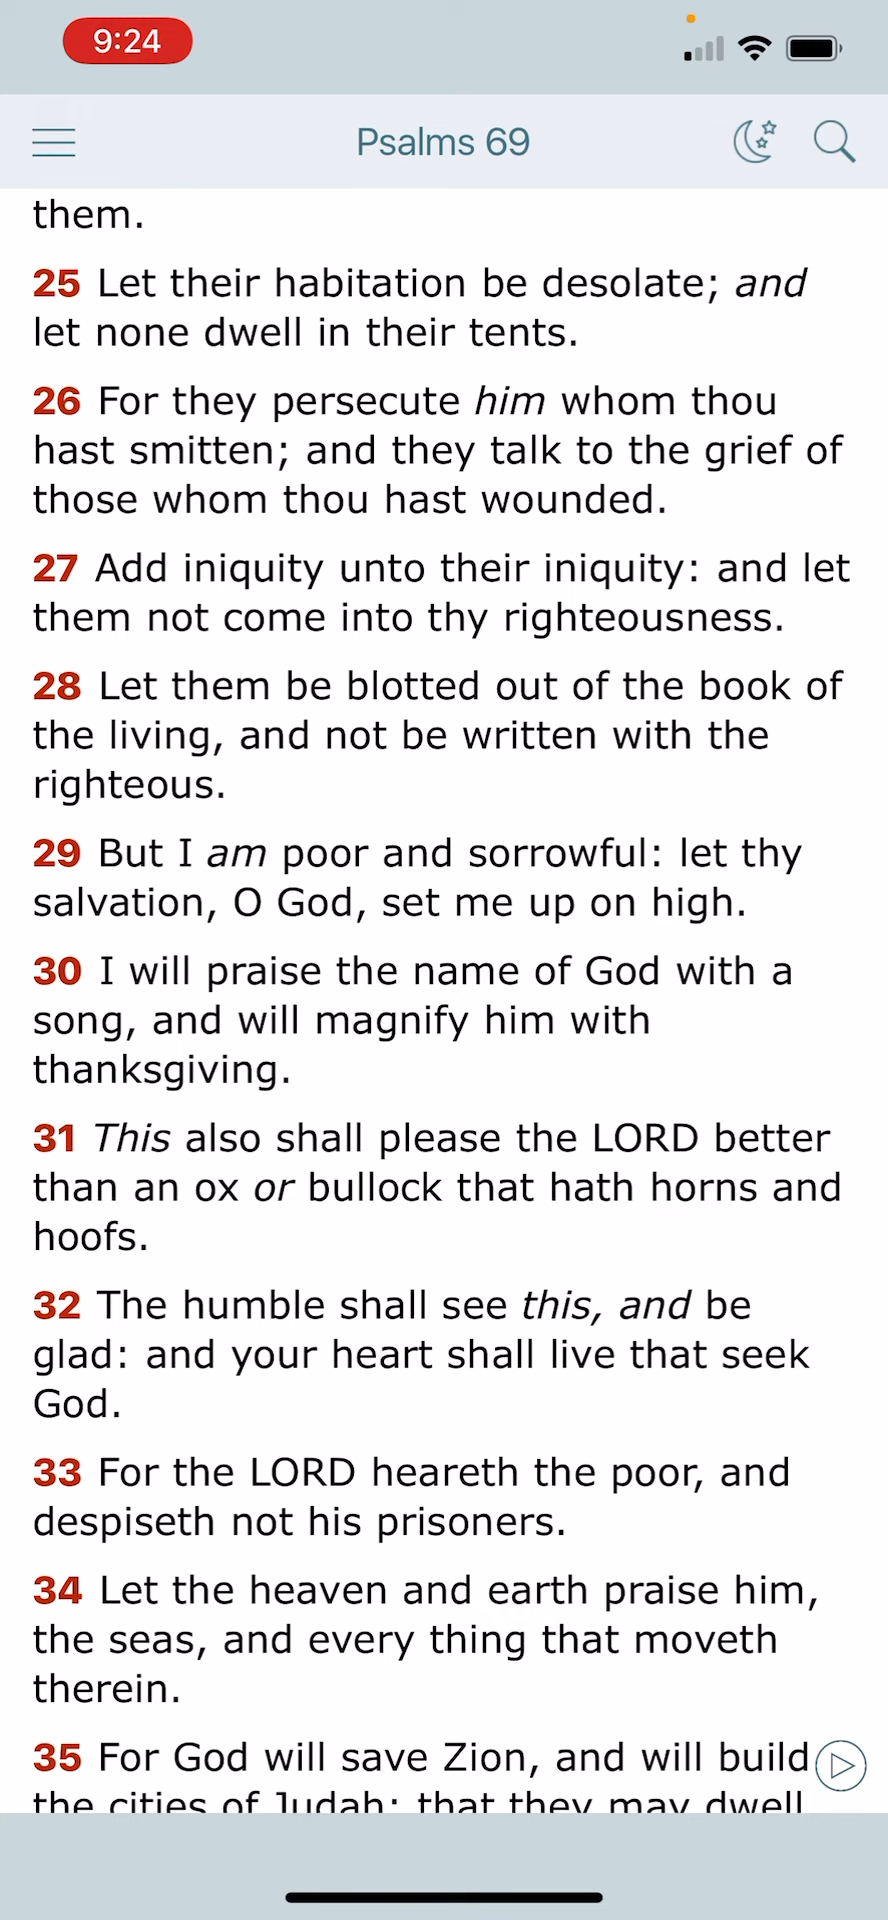 9:24
Psalms 69
them.
25 Let their habitation be desolate; and
let none dwell in their tents.
26 For they persecute him whom thou
hast smitten; and they talk to the grief of
those whom thou hast wounded.
27 Add iniquity unto their iniquity: and let
them not come into thy righteousness.
28 Let them be blotted out of the book of
the living, and not be written with the
righteous.
29 But I am poor and sorrowful: let thy
salvation, O God, set me up on high.
30 I will praise the name of God with a
song, and will magnify him with
thanksgiving.
31 This also shall please the LORD better
than an ox or bullock that hath horns and
hoofs.
32 The humble shall see this, and be
glad: and your heart shall live that seek
God.
33 For the LORD heareth the poor, and
despiseth not his prisoners.
34 Let the heaven and earth praise him,
the seas, and every thing that moveth
therein.
35 For God will save Zion, and will build
the cities of Judah: that they may dwell